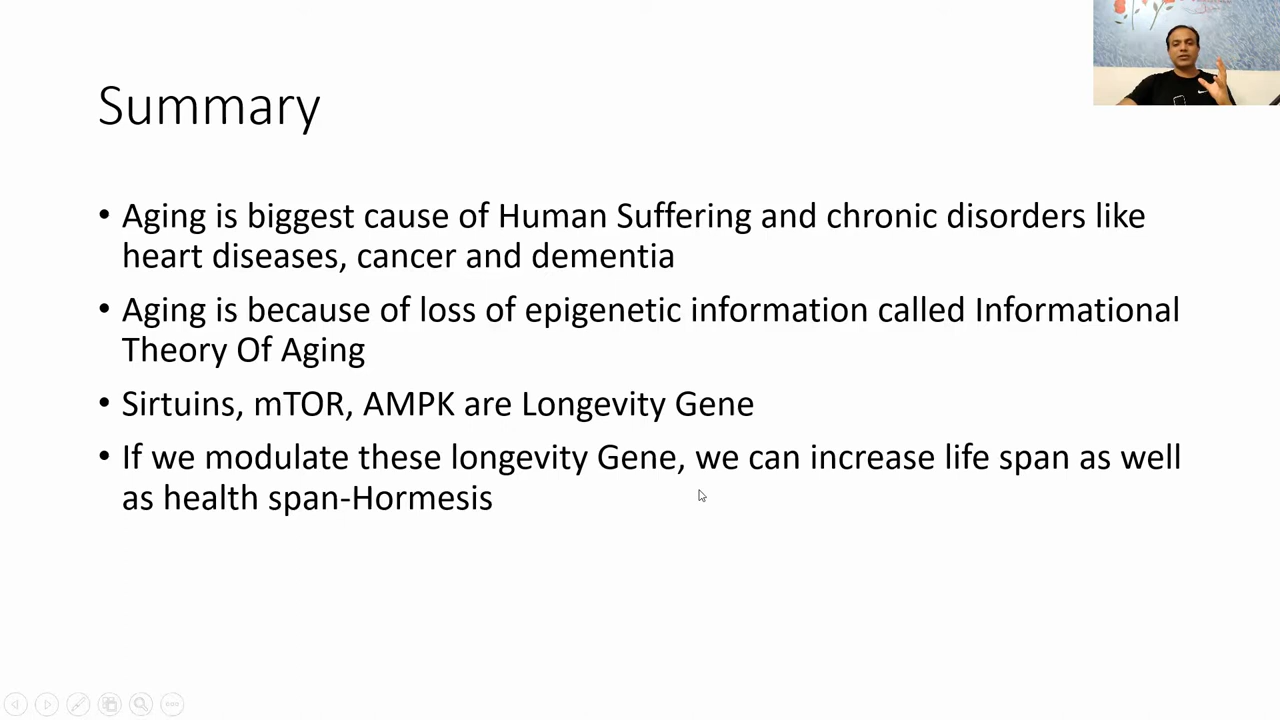 Summary
• Aging is biggest cause of Human Suffering and chronic disorders like
heart diseases, cancer and dementia
• Aging is because of loss of epigenetic information called Informational
Theory Of Aging
• Sirtuins, mTOR, AMPK are Longevity Gene
• If we modulate these longevity Gene, we can increase life span as well
as health span-Hormesis